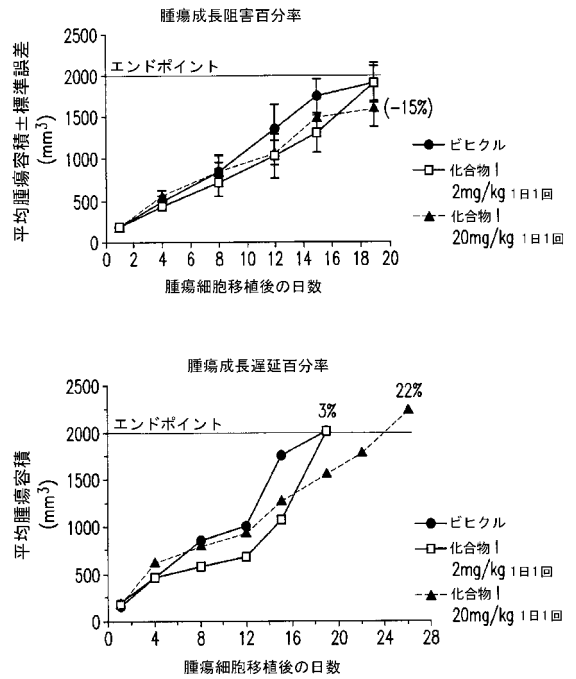 腫瘍成長阻害百分率
平均腫瘍容積±標準誤差
(mm³)
2500
2000
1500
1000
500
0
エンドポイント
(-15%)
0 2 4 6 8 10 12 14 16 18 20
腫瘍細胞移植後の日数
ビヒクル
化合物 I
2mg/kg 1日1回
化合物 I
20mg/kg 1日1回
腫瘍成長遅延百分率
平均腫瘍容積
(mm³)
2500
2000
1500
1000
500
0
エンドポイント
3%
22%
0 4 8 12 16 20 24 28
腫瘍細胞移植後の日数
ビヒクル
化合物 I
2mg/kg 1日1回
化合物 I
20mg/kg 1日1回